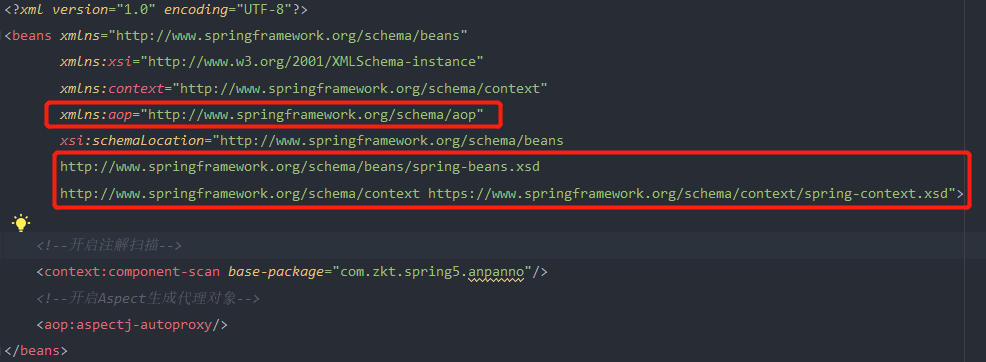 <?xml version="1.0" encoding="UTF-8"?>
<beans xmlns="http://www.springframework.org/schema/beans"
xmlns:xsi="http://www.w3.org/2001/XMLSchema-instance"
xmlns:context="http://www.springframework.org/schema/context"
xmlns:aop="http://www.springframework.org/schema/aop"
xsi:schemaLocation="http://www.springframework.org/schema/beans
http://www.springframework.org/schema/beans/spring-beans.xsd
http://www.springframework.org/schema/context https://www.springframework.org/schema/context/spring-context.xsd">
<!--开启注解扫描-->
<context:component-scan base-package="com.zkt.spring5.anpanno"/>
<!--开启Aspect生成代理对象-->
<aop:aspectj-autoproxy/>
</beans>